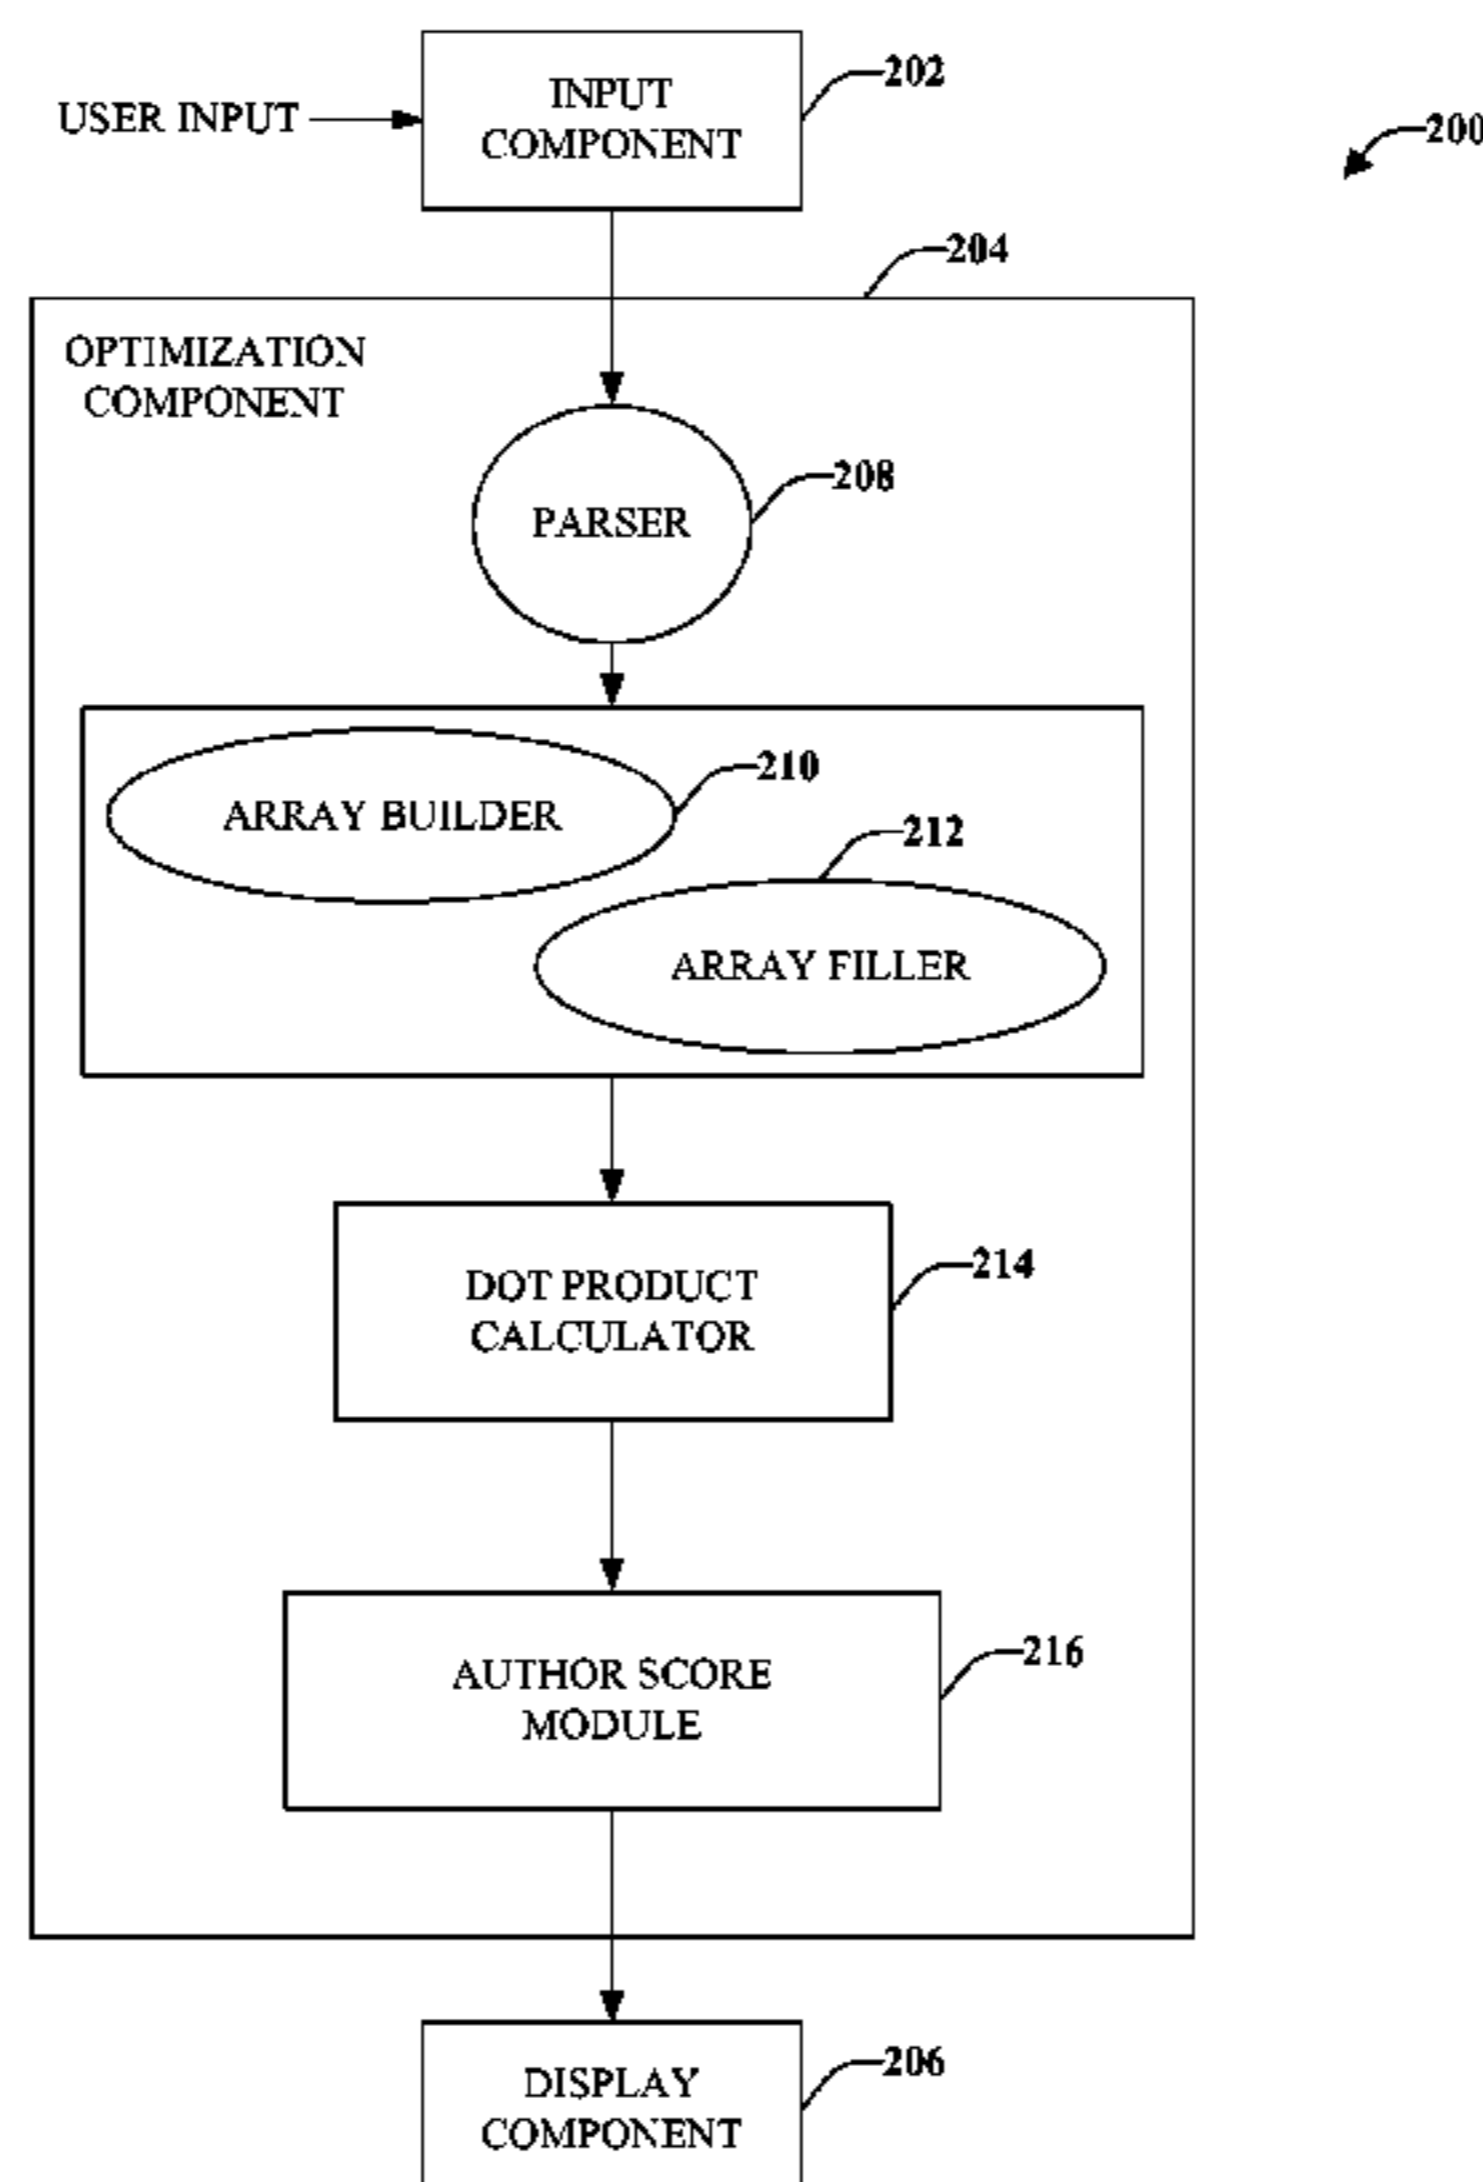 INPUT
COMPONENT
202
USER INPUT
200
204
OPTIMIZATION
COMPONENT
208
PARSER
210
ARRAY BUILDER
212
ARRAY FILLER
214
DOT PRODUCT
CALCULATOR
216
AUTHOR SCORE
MODULE
206
DISPLAY
COMPONENT